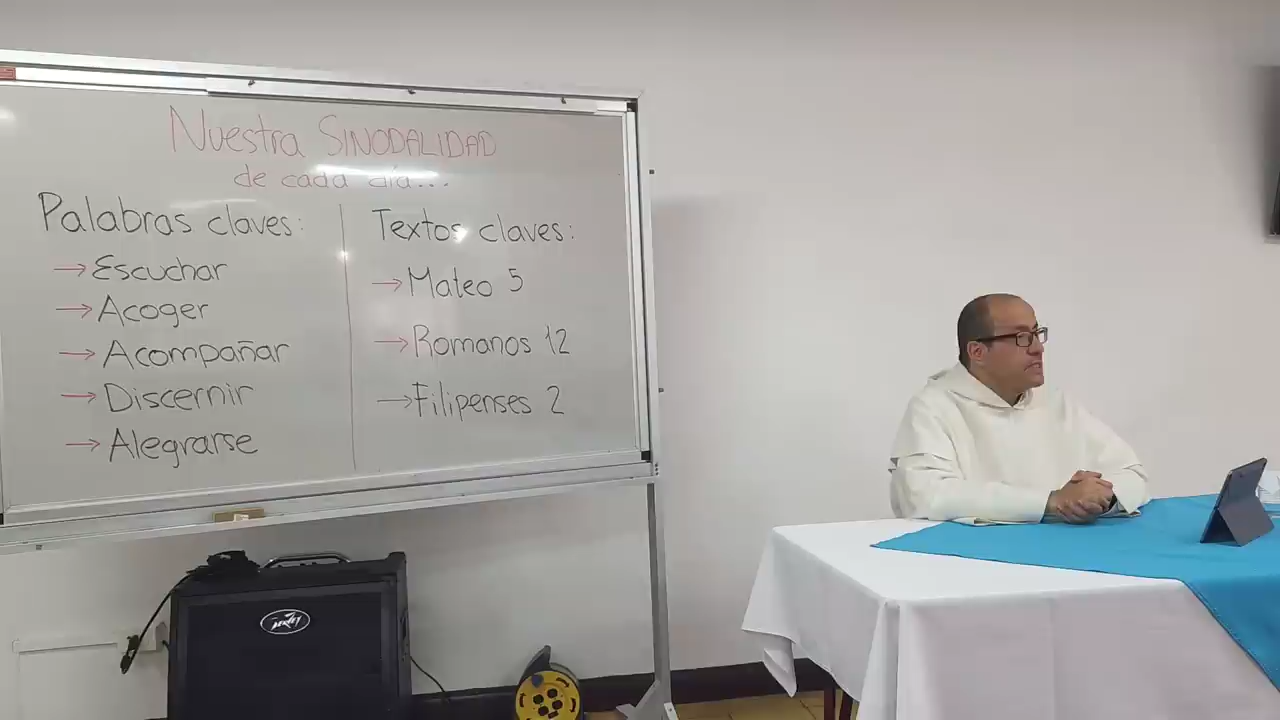 Nuestra SINODALIDAD
de cada día...
Palabras claves:
→ Escuchar
→ Acoger
→ Acompañar
→ Discernir
→ Alegrarse
Textos claves:
→ Mateo 5
→ Romanos 12
→ Filipenses 2
PEAVEY